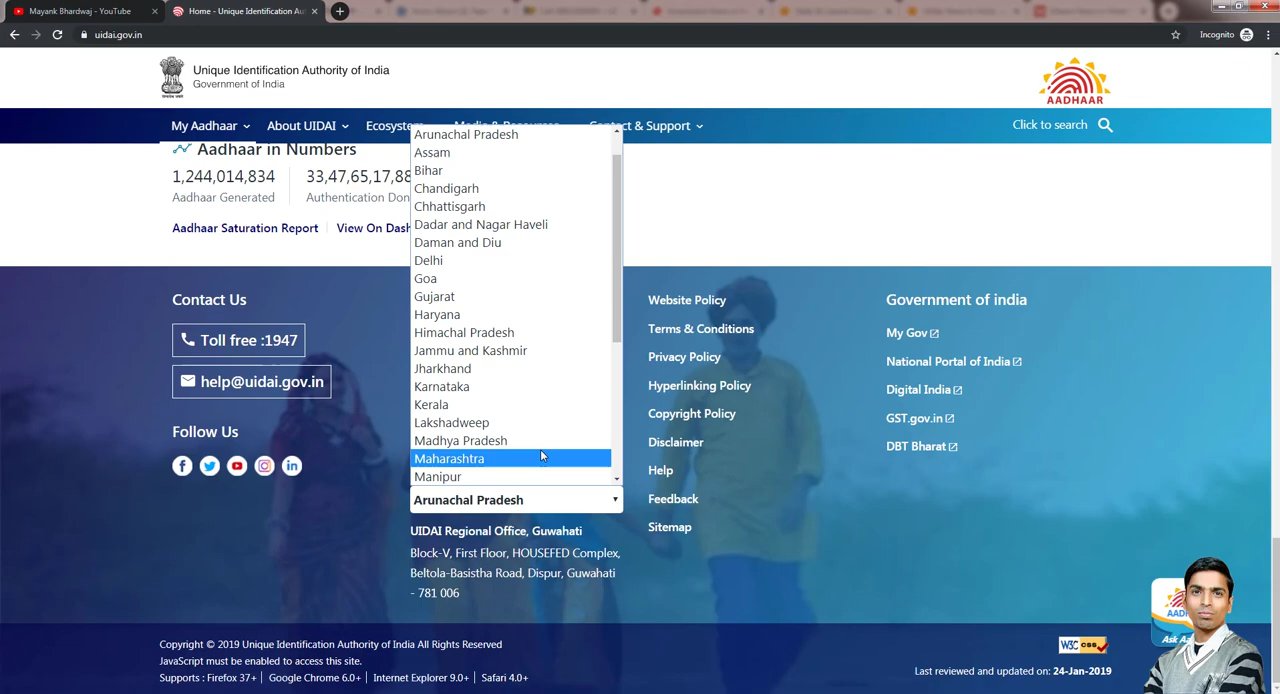 Mayank Bhardwaj - YouTube
Home - Unique Identification Au
uidai.gov.in
Incognito
Unique Identification Authority of India
Government of India
AADHAAR
My Aadhaar
About UIDAI
Ecosystem
Media & Resources
Contact & Support
Click to search
Aadhaar in Numbers
1,244,014,834
33,47,65,17,88
Aadhaar Generated
Authentication Don
Aadhaar Saturation Report
View On Dash
Arunachal Pradesh
Assam
Bihar
Chandigarh
Chhattisgarh
Dadar and Nagar Haveli
Daman and Diu
Delhi
Goa
Gujarat
Haryana
Himachal Pradesh
Jammu and Kashmir
Jharkhand
Karnataka
Kerala
Lakshadweep
Madhya Pradesh
Maharashtra
Manipur
Arunachal Pradesh
UIDAI Regional Office, Guwahati
Block-V, First Floor, HOUSEFED Complex,
Beltola-Basistha Road, Dispur, Guwahati
- 781 006
Contact Us
Toll free :1947
help@uidai.gov.in
Follow Us
Website Policy
Terms & Conditions
Privacy Policy
Hyperlinking Policy
Copyright Policy
Disclaimer
Help
Feedback
Sitemap
Government of india
My Gov
National Portal of India
Digital India
GST.gov.in
DBT Bharat
Copyright © 2019 Unique Identification Authority of India All Rights Reserved
JavaScript must be enabled to access this site.
Supports : Firefox 37+ | Google Chrome 6.0+ | Internet Explorer 9.0+ | Safari 4.0+
W3C CSS
Last reviewed and updated on: 24-Jan-2019
AADH
Ask Aa